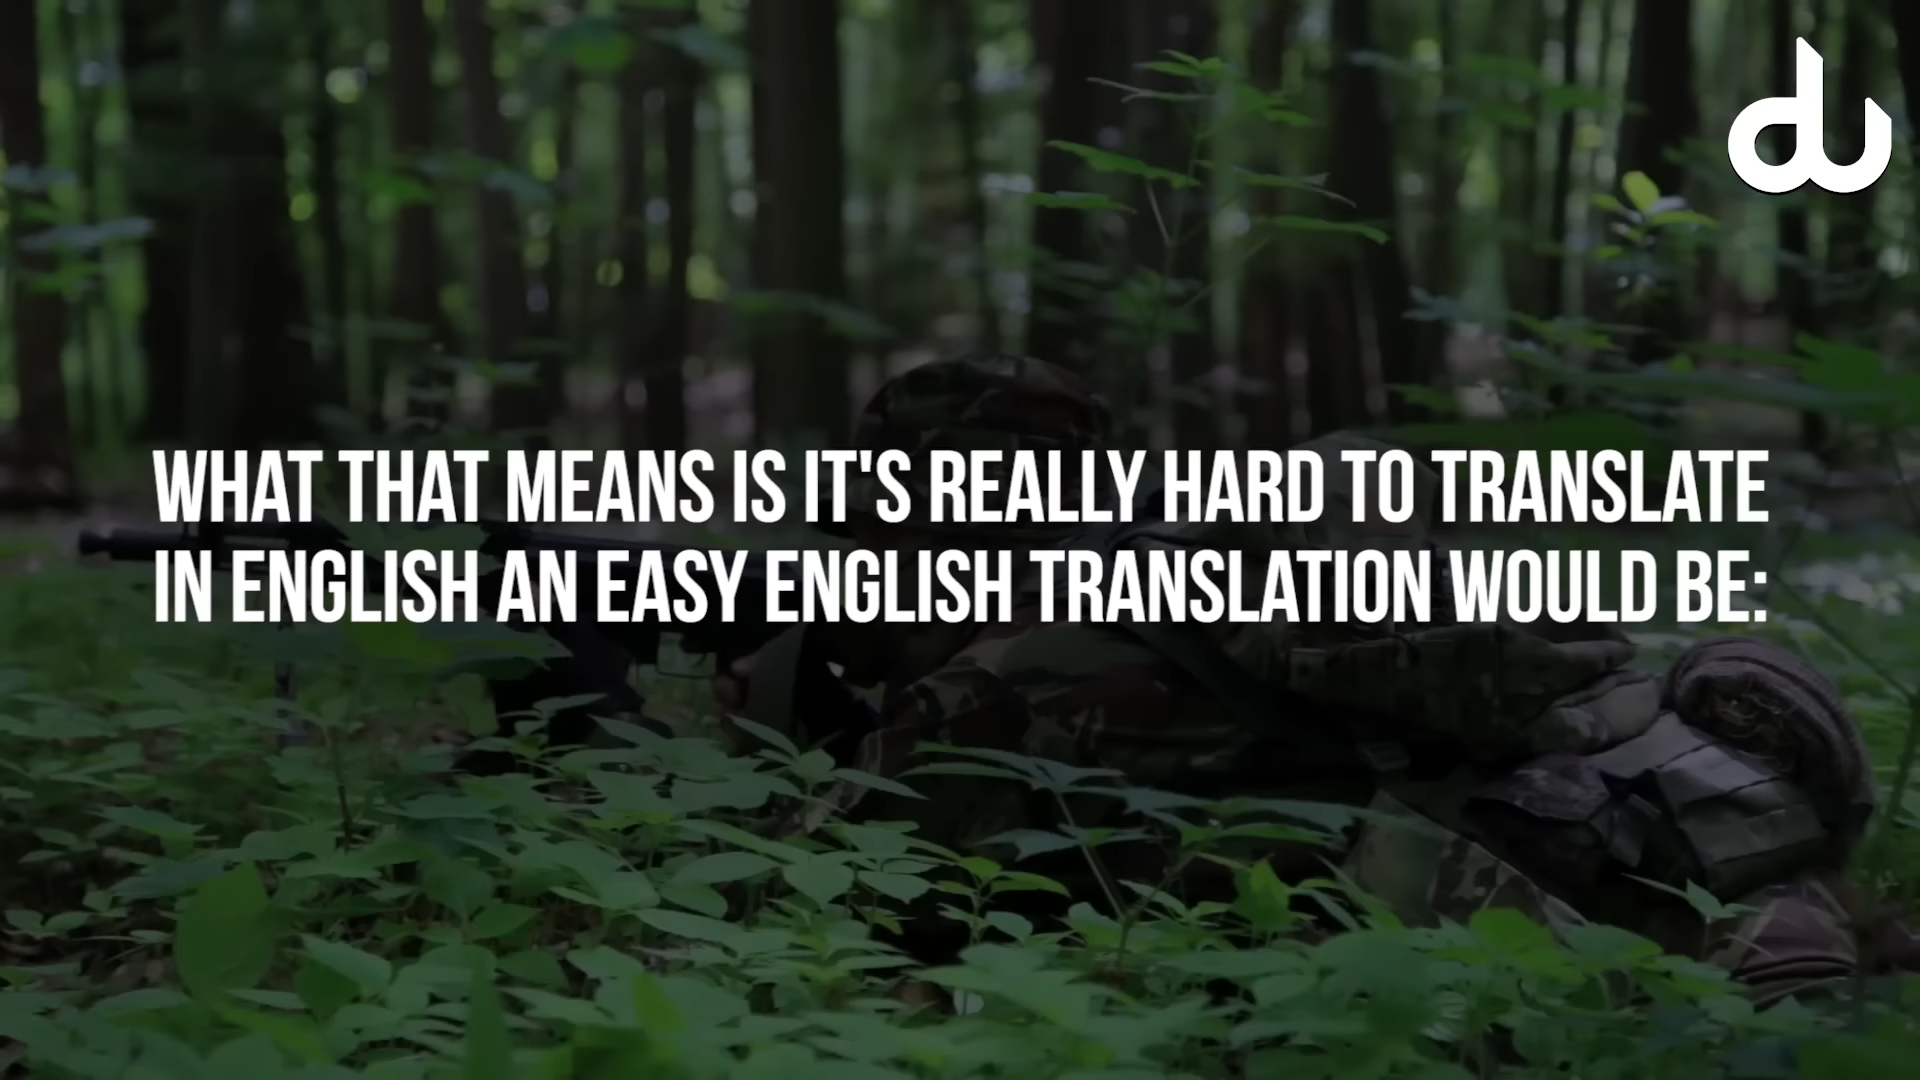 WHAT THAT MEANS IS IT'S REALLY HARD TO TRANSLATE
IN ENGLISH AN EASY ENGLISH TRANSLATION WOULD BE: